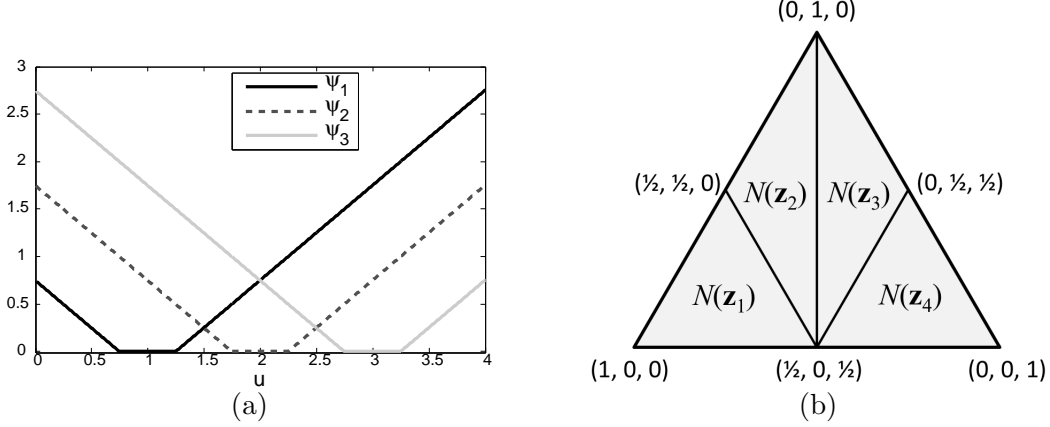 (0, 1, 0)
3
2.5
2
1.5
1
0.5
0
ψ1
ψ2
ψ3
0 0.5 1 1.5 2 2.5 3 3.5 4
u
(a)
(½, ½, 0)
(0, ½, ½)
N(z2)
N(z3)
N(z1)
N(z4)
(1, 0, 0)
(½, 0, ½)
(0, 0, 1)
(b)